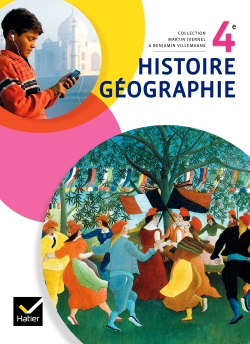 COLLECTION
MARTIN IVERNEL
& BENJAMIN VILLEMAGNE
4e
HISTOIRE
GÉOGRAPHIE
Hatier